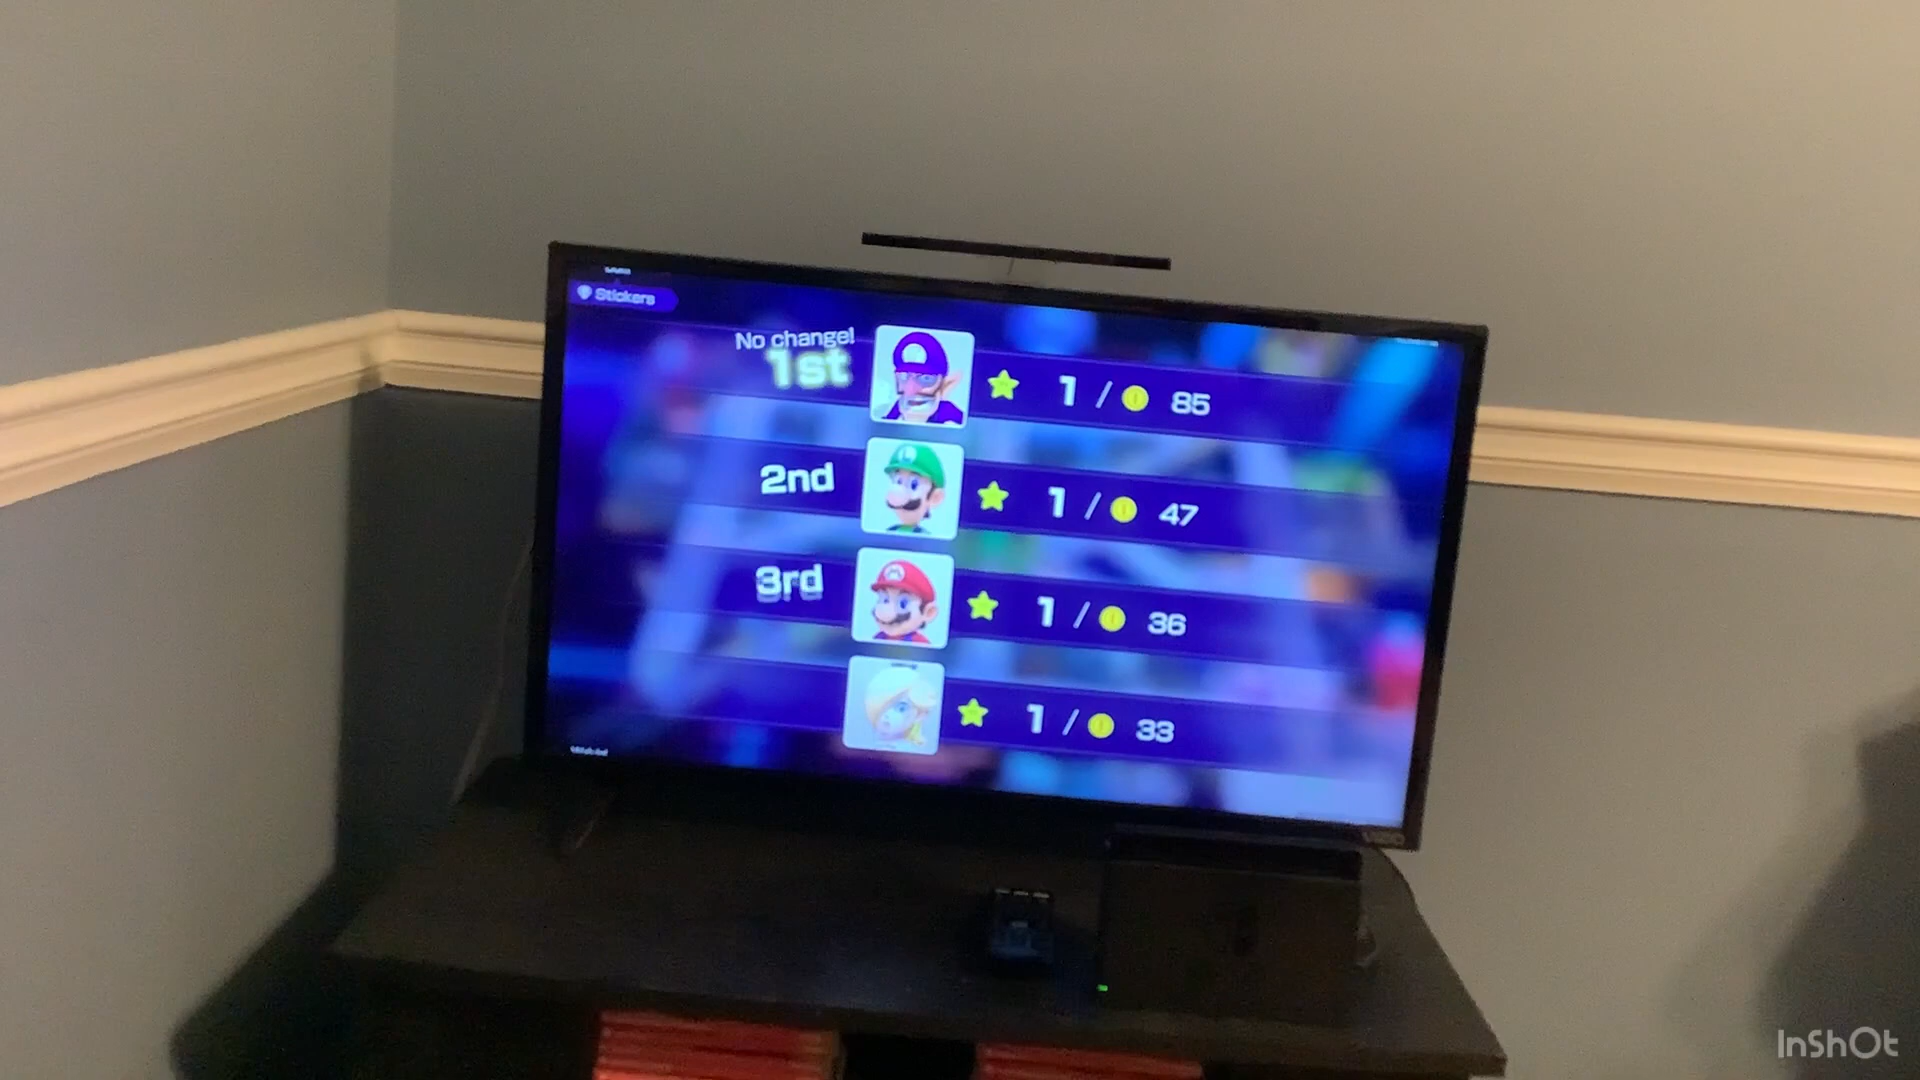 Stickers
No change!
1st
1 / 85
2nd
1 / 47
3rd
1 / 36
1 / 33
InShOt